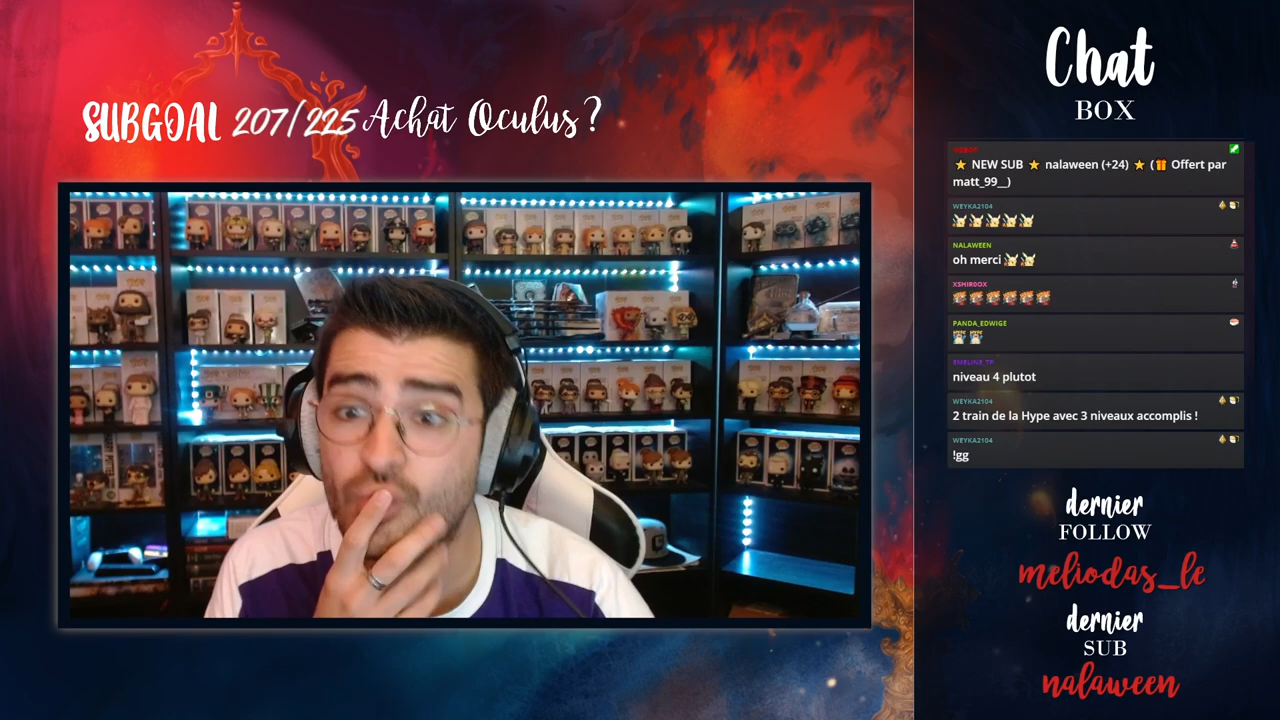 SUBGOAL 207/225 Achat Oculus ?
Chat
BOX
NEW SUB nalaween (+24) ( Offert par
matt_99__)
WEYKA2104
NALAWEEN
oh merci
XSHIR0OX
PANDA_EDWIGE
EMELINE_TP
niveau 4 plutot
WEYKA2104
2 train de la Hype avec 3 niveaux accomplis !
WEYKA2104
!gg
dernier
FOLLOW
meliodas_le
dernier
SUB
nalaween